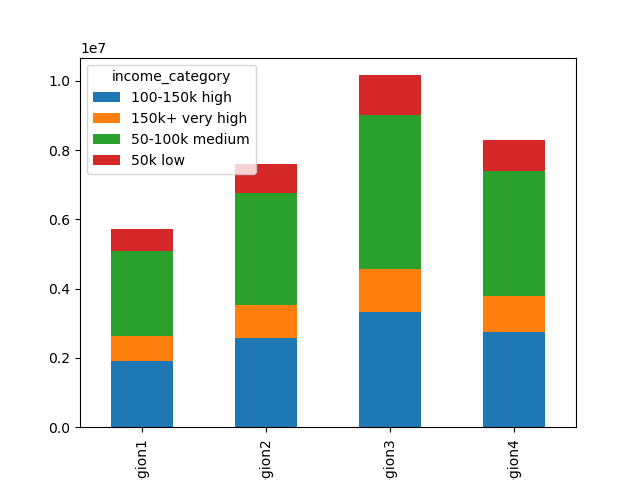 1e7
income_category
100-150k high
150k+ very high
50-100k medium
50k low
1.0
0.8
0.6
0.4
0.2
0.0
gion1
gion2
gion3
gion4